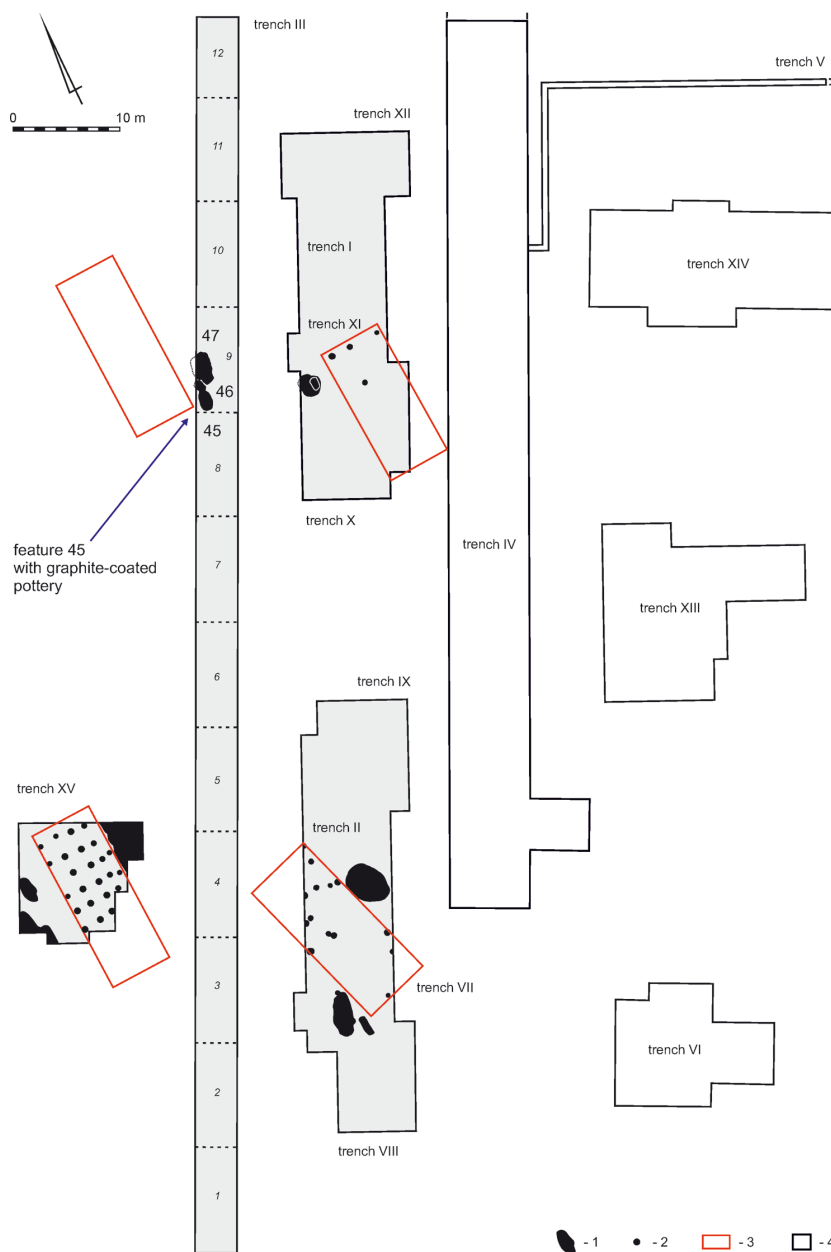 trench III
12
trench V
0 10 m
trench XII
11
trench I
10
trench XIV
47
trench XI
9
46
45
8
trench X
feature 45
with graphite-coated
pottery
trench IV
7
trench XIII
6
trench IX
5
trench XV
trench II
4
3
trench VII
trench VI
2
trench VIII
1
- 1 - 2 - 3 - 4